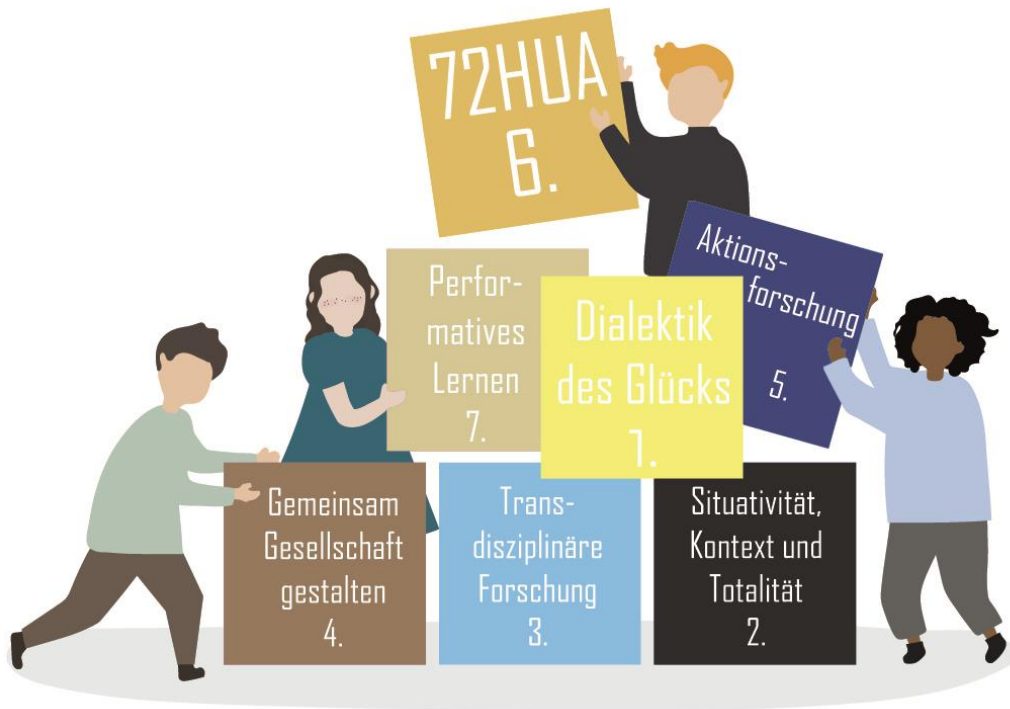 72HUA
6.
Aktions-
forschung
5.
Perfor-
matives
Lernen
7.
Dialektik
des Glücks
1.
Gemeinsam
Gesellschaft
gestalten
4.
Trans-
disziplinäre
Forschung
3.
Situativität,
Kontext und
Totalität
2.